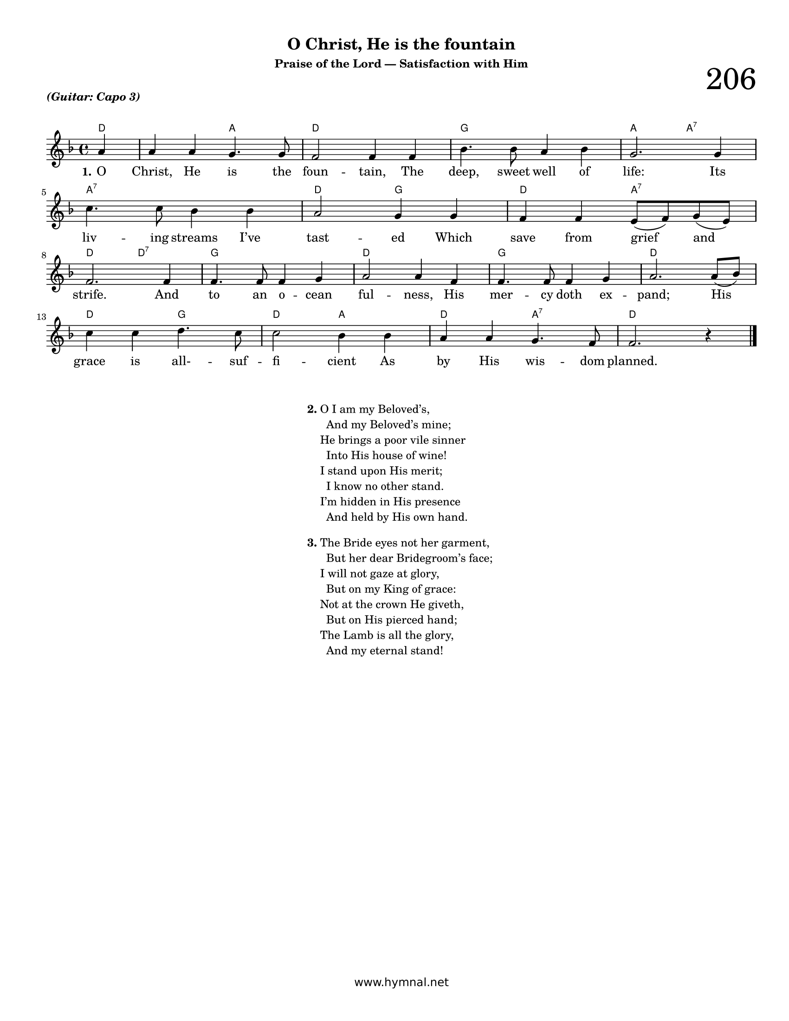 O Christ, He is the fountain
Praise of the Lord — Satisfaction with Him
206
(Guitar: Capo 3)
D A D G A A7
1. O Christ, He is the foun - tain, The deep, sweet well of life: Its
5 A7 D G D A7
liv - ing streams I've tast - ed Which save from grief and
8 D D7 G D G D
strife. And to an o - cean ful - ness, His mer - cy doth ex - pand; His
13 D G D A D A7 D
grace is all- - suf - fi - cient As by His wis - dom planned.
2. O I am my Beloved's,
And my Beloved's mine;
He brings a poor vile sinner
Into His house of wine!
I stand upon His merit;
I know no other stand.
I'm hidden in His presence
And held by His own hand.
3. The Bride eyes not her garment,
But her dear Bridegroom's face;
I will not gaze at glory,
But on my King of grace:
Not at the crown He giveth,
But on His pierced hand;
The Lamb is all the glory,
And my eternal stand!
www.hymnal.net